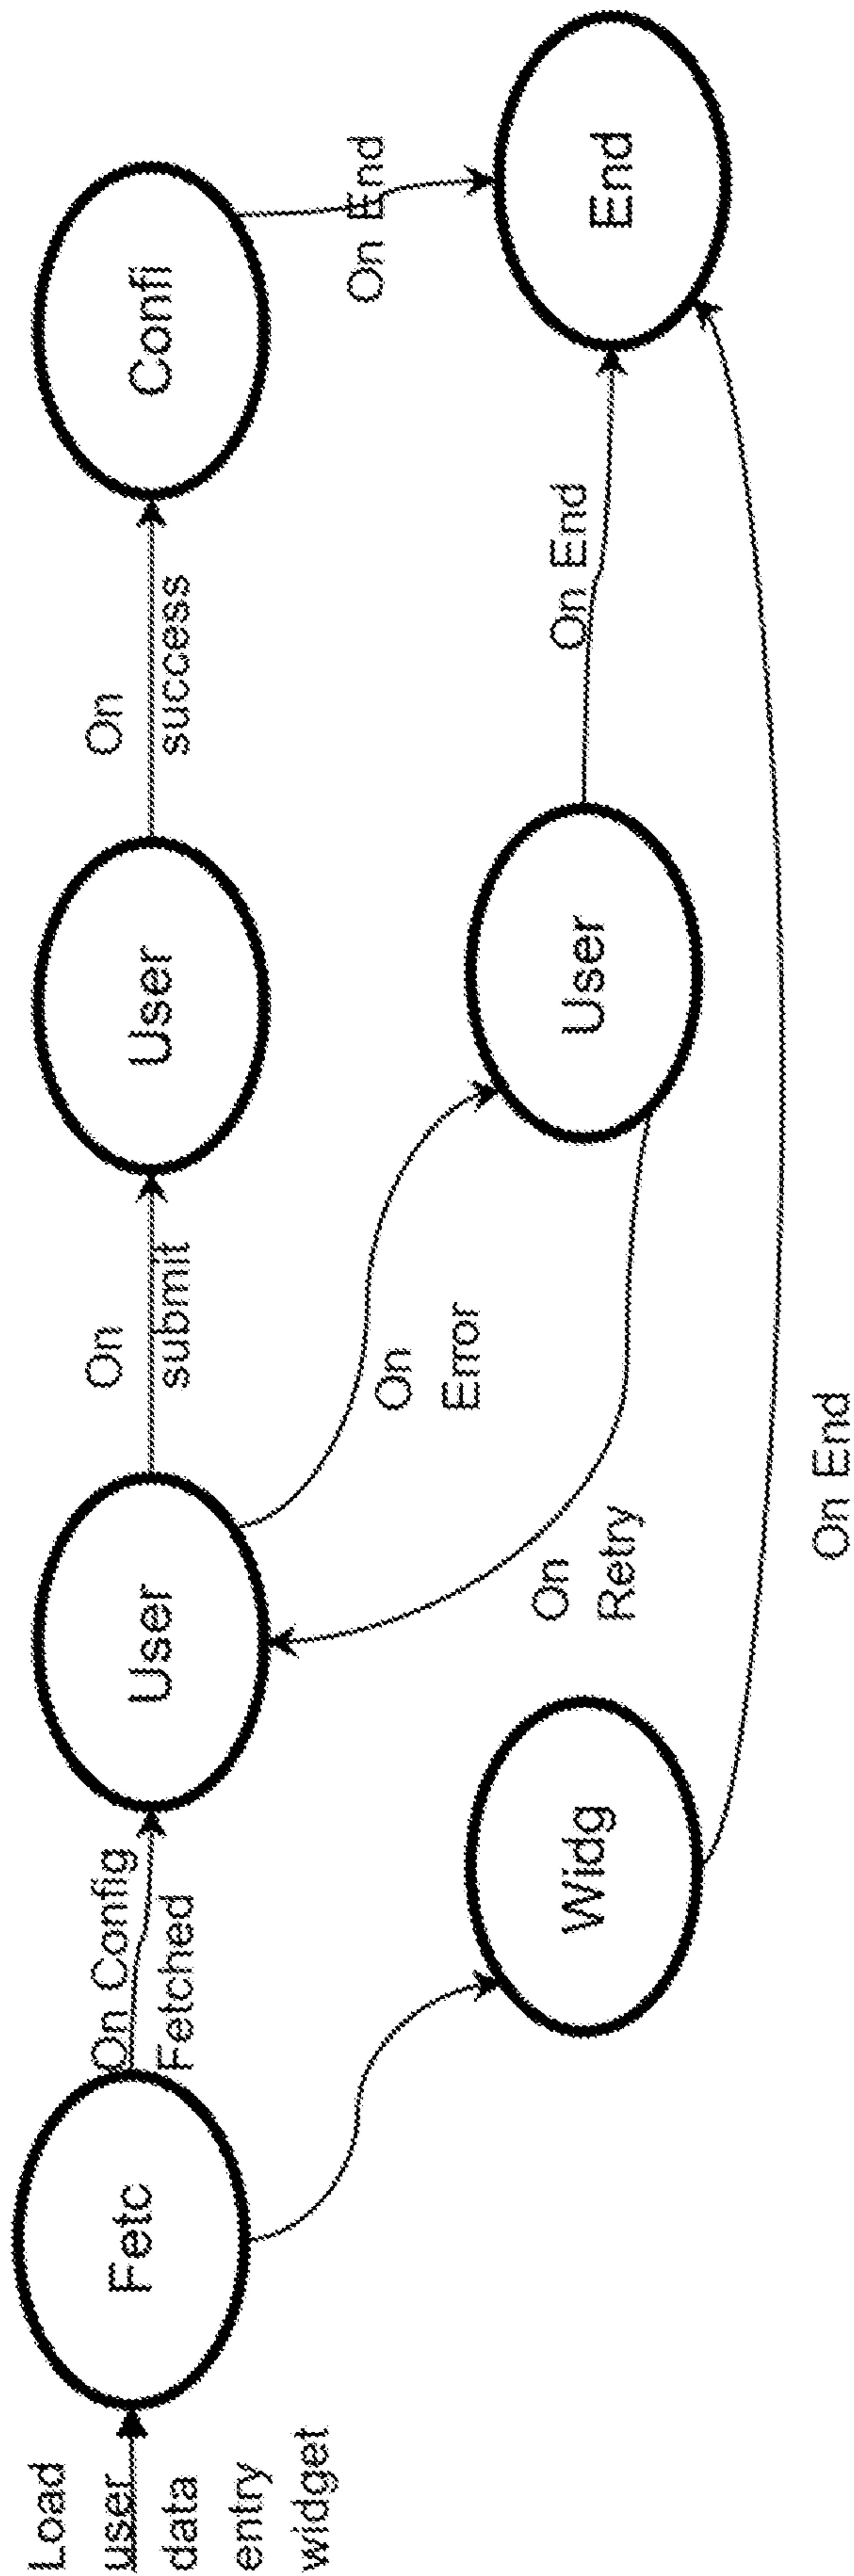 Load
user
data
entry
widget
Fetc
On Config
Fetched
User
On
submit
User
On
success
Confi
On End
On
Error
On
Retry
Widg
User
On End
End
On End